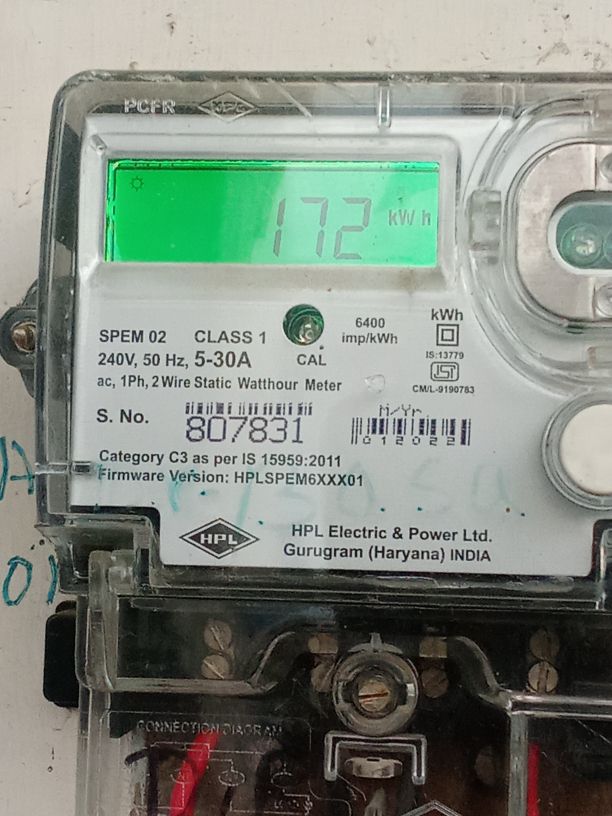 PCFR HPL
172 kWh
SPEM 02 CLASS 1
240V, 50 Hz, 5-30A
ac, 1Ph, 2 Wire Static Watthour Meter
CAL
6400
imp/kWh
kWh
IS:13779
ISI
CM/L-9190783
S. No. 807831
M/Yr.
012022
Category C3 as per IS 15959:2011
Firmware Version: HPLSPEM6XXX01
HPL
HPL Electric & Power Ltd.
Gurugram (Haryana) INDIA
CONNECTION DIAGRAM